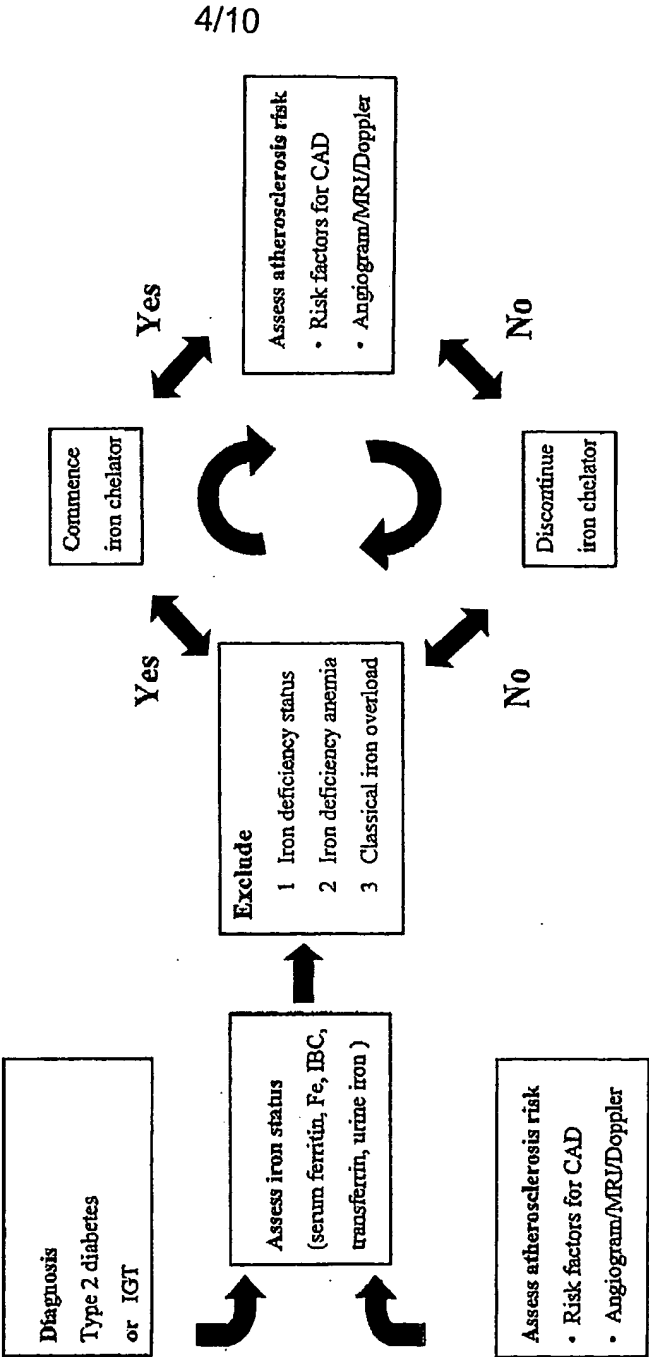 4/10
Diagnosis
Type 2 diabetes
or IGT
Assess iron status
(serum ferritin, Fe, IBC,
transferrin, urine iron )
Assess atherosclerosis risk
• Risk factors for CAD
• Angiogram/MRI/Doppler
Exclude
1 Iron deficiency status
2 Iron deficiency anemia
3 Classical iron overload
Yes
No
Commence
iron chelator
Discontinue
iron chelator
Yes
No
Assess atherosclerosis risk
• Risk factors for CAD
• Angiogram/MRI/Doppler